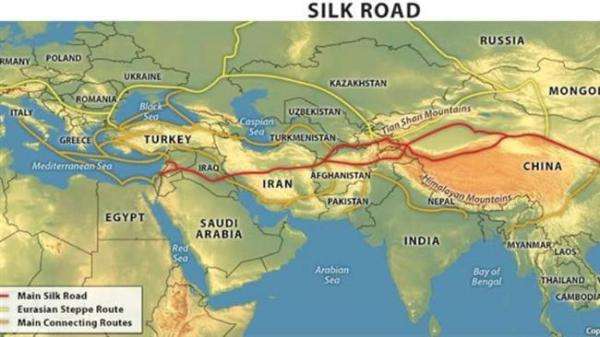 SILK ROAD
RUSSIA
POLAND
UKRAINE
KAZAKHSTAN
MONGO
ROMANIA
Black
Sea
ITALY
GREECE
TURKEY
Caspian
Sea
UZBEKISTAN
TURKMENISTAN
Tian Shan Mountains
Mediterranean Sea
IRAQ
IRAN
AFGHANISTAN
CHINA
PAKISTAN
Himalayan Mountains
NEPAL
EGYPT
SAUDI
ARABIA
INDIA
MYANMAR
LAOS
Red
Sea
Arabian
Sea
Bay of
Bengal
THAILAND
CAMBODIA
Main Silk Road
Eurasian Steppe Route
Main Connecting Routes